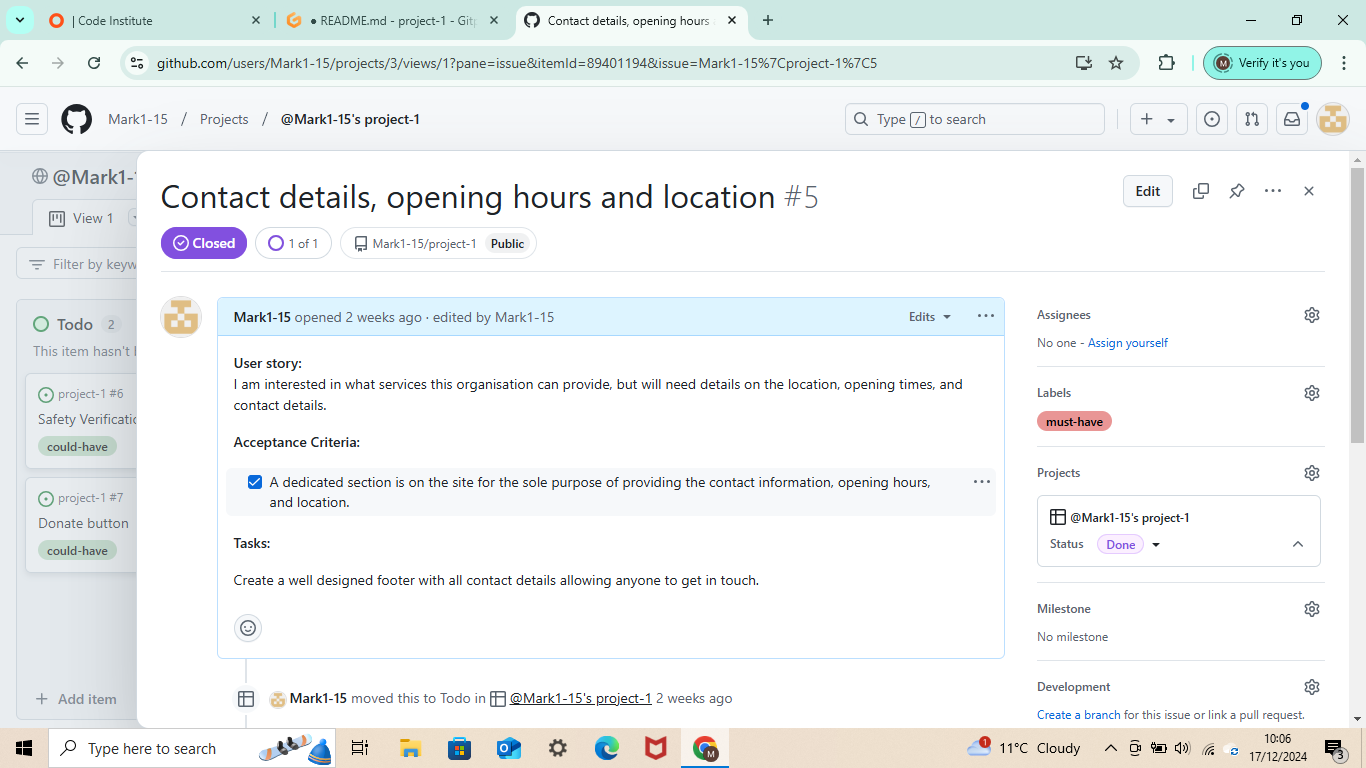 | Code Institute
● README.md - project-1 - Gitp
Contact details, opening hours
github.com/users/Mark1-15/projects/3/views/1?pane=issue&itemId=89401194&issue=Mark1-15%7Cproject-1%7C5
M
Verify it's you
Mark1-15 / Projects / @Mark1-15's project-1
Type / to search
@Mark1-1
View 1
Filter by keyw
Todo 2
This item hasn't
project-1 #6
Safety Verificatio
could-have
project-1 #7
Donate button
could-have
+ Add item
Contact details, opening hours and location #5
Edit
Closed
1 of 1
Mark1-15/project-1 Public
Mark1-15 opened 2 weeks ago · edited by Mark1-15
Edits
User story:
I am interested in what services this organisation can provide, but will need details on the location, opening times, and
contact details.
Acceptance Criteria:
A dedicated section is on the site for the sole purpose of providing the contact information, opening hours,
and location.
Tasks:
Create a well designed footer with all contact details allowing anyone to get in touch.
Mark1-15 moved this to Todo in @Mark1-15's project-1 2 weeks ago
Assignees
No one - Assign yourself
Labels
must-have
Projects
@Mark1-15's project-1
Status Done
Milestone
No milestone
Development
Create a branch for this issue or link a pull request.
Type here to search
M
1
11°C Cloudy
10:06
17/12/2024
3